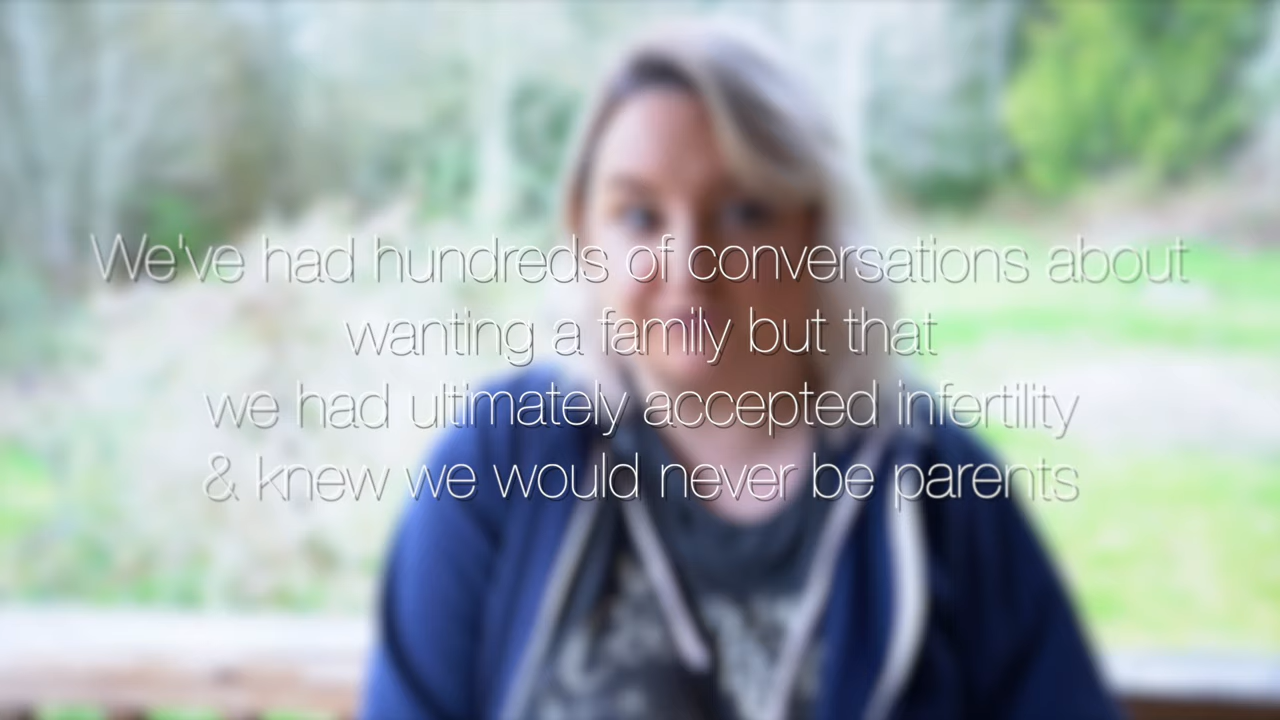 We've had hundreds of conversations about
wanting a family but that
we had ultimately accepted infertility
& knew we would never be parents